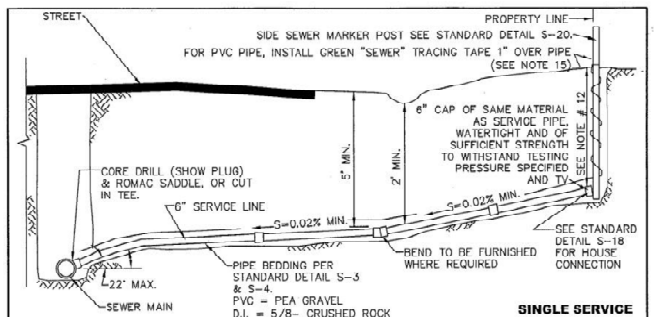 STREET
PROPERTY LINE
SIDE SEWER MARKER POST SEE STANDARD DETAIL S-20.
FOR PVC PIPE, INSTALL GREEN "SEWER" TRACING TAPE 1" OVER PIPE
(SEE NOTE 15)
6" CAP OF SAME MATERIAL
AS SERVICE PIPE,
WATERTIGHT AND OF
SUFFICIENT STRENGTH
TO WITHSTAND TESTING
PRESSURE SPECIFIED
AND TV.
SEE NOTE # 12
5" MIN.
2" MIN.
CORE DRILL (SHOW PLUG)
& ROMAC SADDLE, OR CUT
IN TEE.
6" SERVICE LINE
S=0.02% MIN.
S=0.02% MIN.
22' MAX.
SEWER MAIN
PIPE BEDDING PER
STANDARD DETAIL S-3
& S-4.
PVC = PEA GRAVEL
D.I. = 5/8- CRUSHED ROCK
BEND TO BE FURNISHED
WHERE REQUIRED
SEE STANDARD
DETAIL S-18
FOR HOUSE
CONNECTION
SINGLE SERVICE